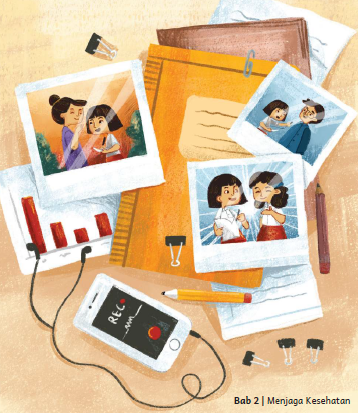 REC
Bab 2 | Menjaga Kesehatan